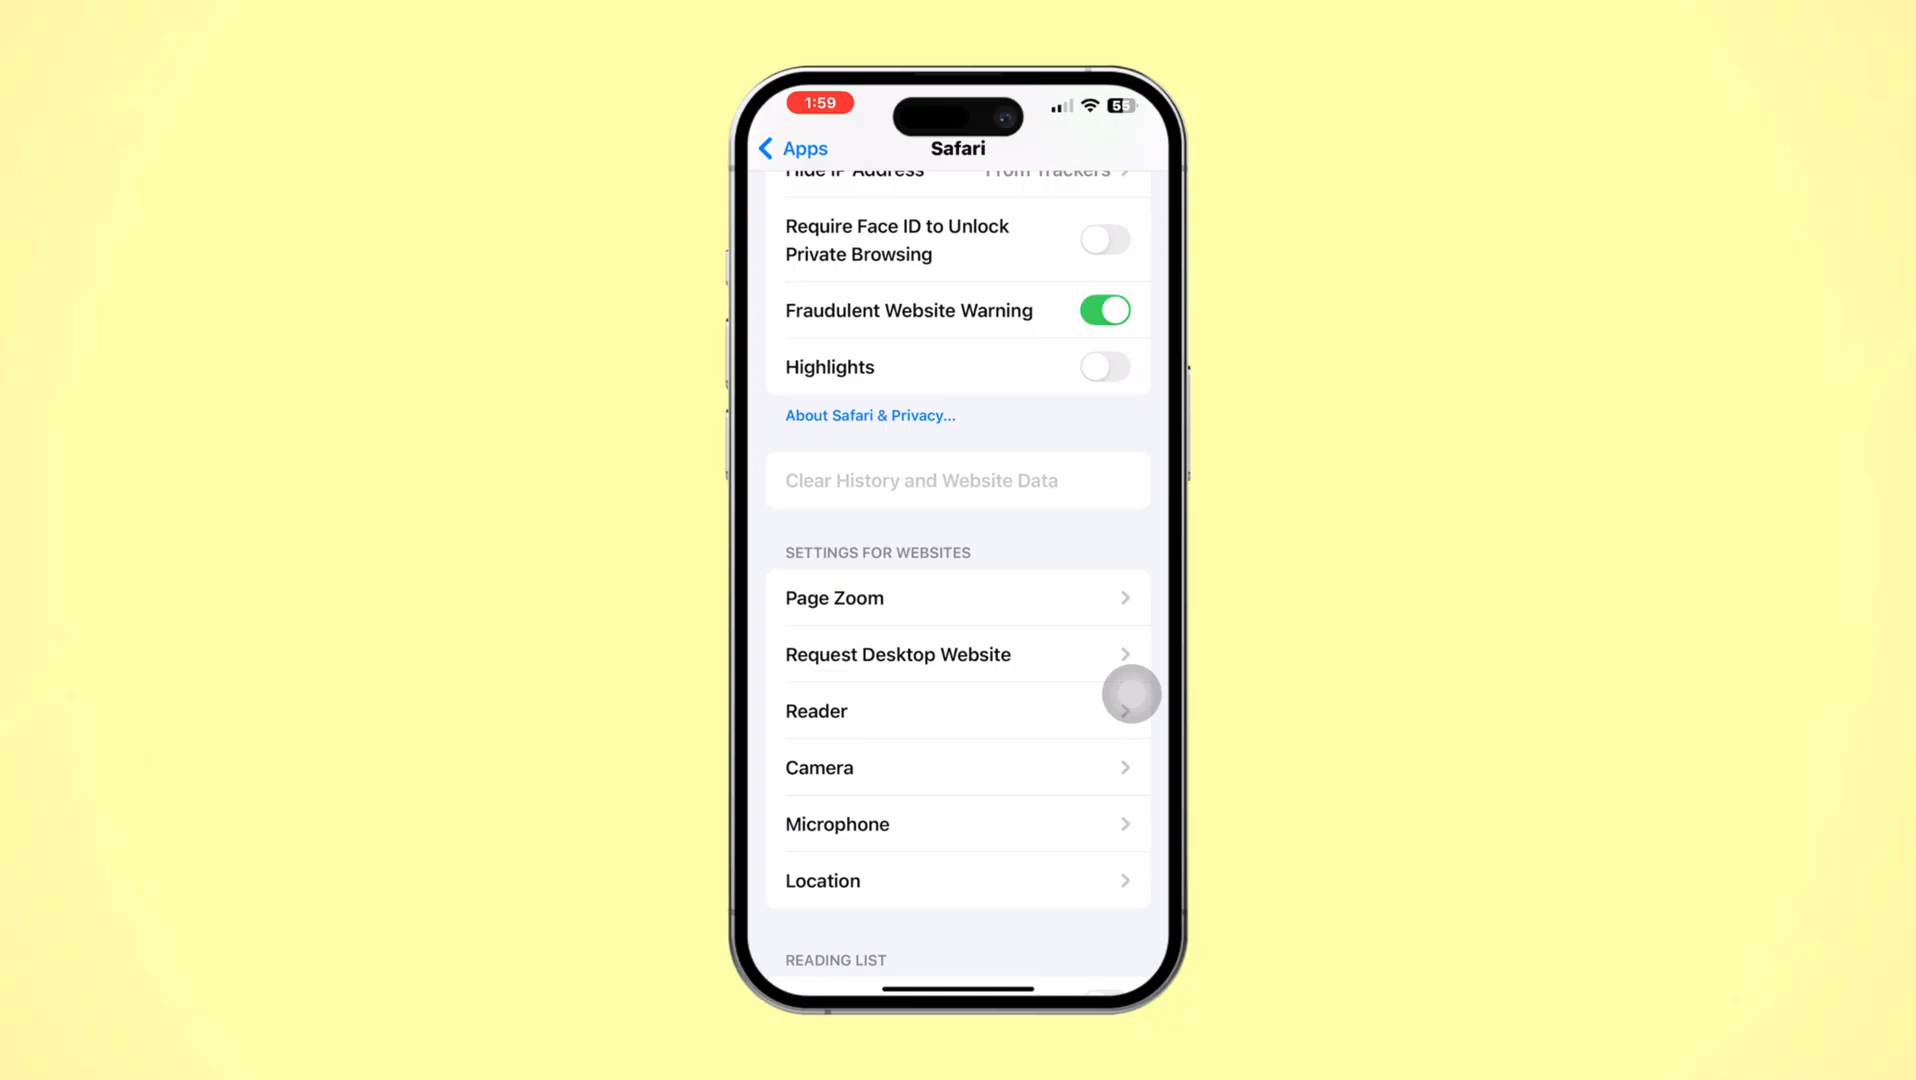 1:59
55
Apps
Safari
Hide IP Address From Trackers
Require Face ID to Unlock
Private Browsing
Fraudulent Website Warning
Highlights
About Safari & Privacy...
Clear History and Website Data
SETTINGS FOR WEBSITES
Page Zoom
Request Desktop Website
Reader
Camera
Microphone
Location
READING LIST